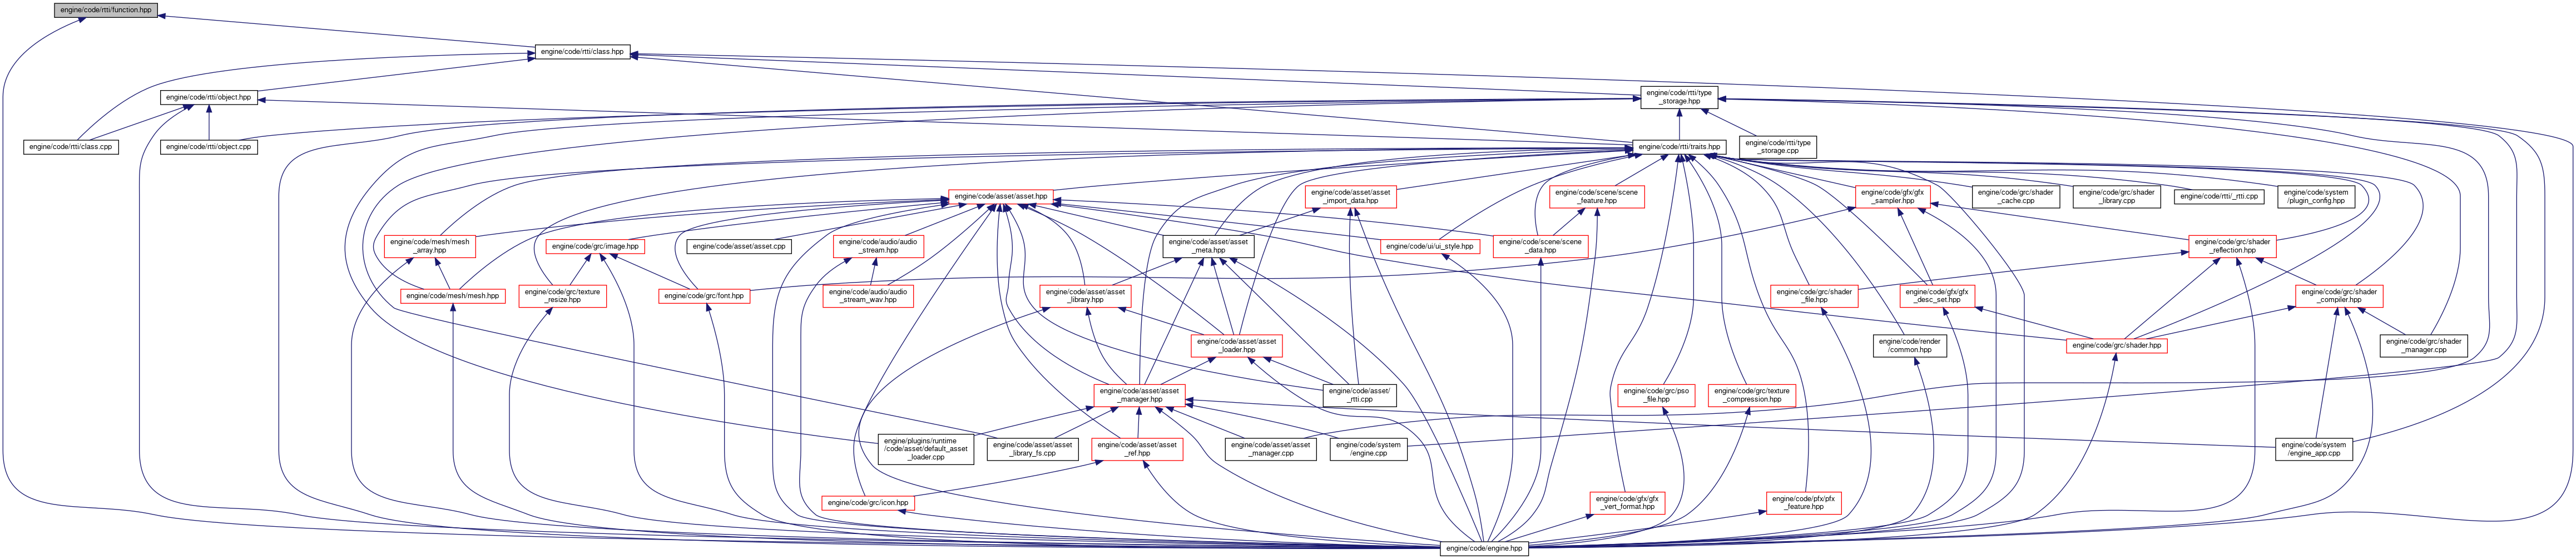 engine/code/rtti/function.hpp
engine/code/rtti/class.hpp
engine/code/rtti/object.hpp
engine/code/rtti/type
_storage.hpp
engine/code/rtti/class.cpp
engine/code/rtti/object.cpp
engine/code/rtti/traits.hpp
engine/code/rtti/type
_storage.cpp
engine/code/asset/asset.hpp
engine/code/asset/asset
_import_data.hpp
engine/code/scene/scene
_feature.hpp
engine/code/gfx/gfx
_sampler.hpp
engine/code/grc/shader
_cache.cpp
engine/code/grc/shader
_library.cpp
engine/code/rtti/_rtti.cpp
engine/code/system
/plugin_config.hpp
engine/code/mesh/mesh
_array.hpp
engine/code/grc/image.hpp
engine/code/asset/asset.cpp
engine/code/audio/audio
_stream.hpp
engine/code/asset/asset
_meta.hpp
engine/code/ui/ui_style.hpp
engine/code/scene/scene
_data.hpp
engine/code/grc/shader
_reflection.hpp
engine/code/mesh/mesh.hpp
engine/code/grc/texture
_resize.hpp
engine/code/grc/font.hpp
engine/code/audio/audio
_stream_wav.hpp
engine/code/asset/asset
_library.hpp
engine/code/grc/shader
_file.hpp
engine/code/gfx/gfx
_desc_set.hpp
engine/code/grc/shader
_compiler.hpp
engine/code/asset/asset
_loader.hpp
engine/code/render
/common.hpp
engine/code/grc/shader.hpp
engine/code/grc/shader
_manager.cpp
engine/code/asset/asset
_manager.hpp
engine/code/asset/
_rtti.cpp
engine/code/grc/pso
_file.hpp
engine/code/grc/texture
_compression.hpp
engine/plugins/runtime
/code/asset/default_asset
_loader.cpp
engine/code/asset/asset
_library_fs.cpp
engine/code/asset/asset
_ref.hpp
engine/code/asset/asset
_manager.cpp
engine/code/system
/engine.cpp
engine/code/system
/engine_app.cpp
engine/code/grc/icon.hpp
engine/code/gfx/gfx
_vert_format.hpp
engine/code/pfx/pfx
_feature.hpp
engine/code/engine.hpp